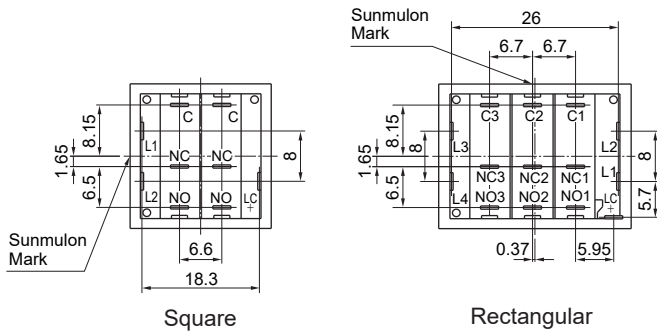 Sunmulon
Mark
26
6.7
6.7
8.15
1.65
6.5
C
C
L1
NC
NC
L2
NO
NO
LC
+
8
6.6
18.3
Sunmulon
Mark
Square
8.15
1.65
6.5
8
C3
C2
C1
L3
L2
NC3
NC2
NC1
L1
L4
NO3
NO2
NO1
LC
+
8
5.7
0.37
5.95
Rectangular